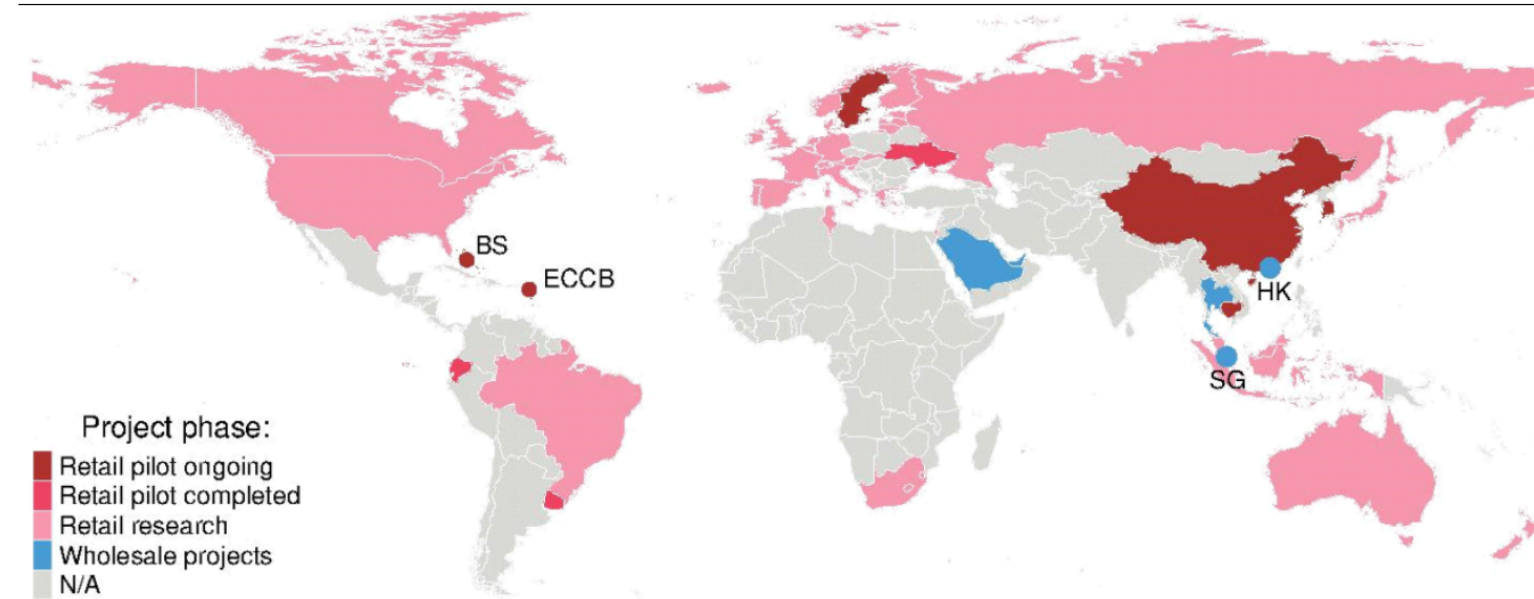 BS
ECCB
HK
SG
Project phase:
Retail pilot ongoing
Retail pilot completed
Retail research
Wholesale projects
N/A